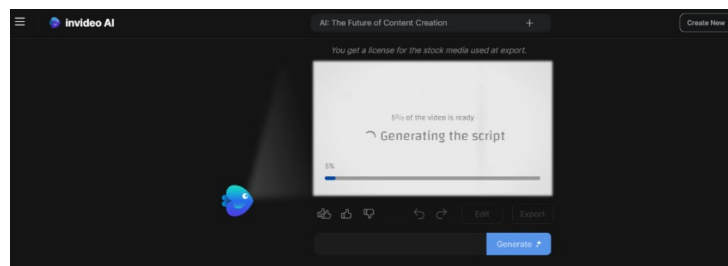 invideo AI
AI: The Future of Content Creation +
Create New
You get a license for the stock media used at export.
5% of the video is ready
Generating the script
5%
Edit
Export
Generate